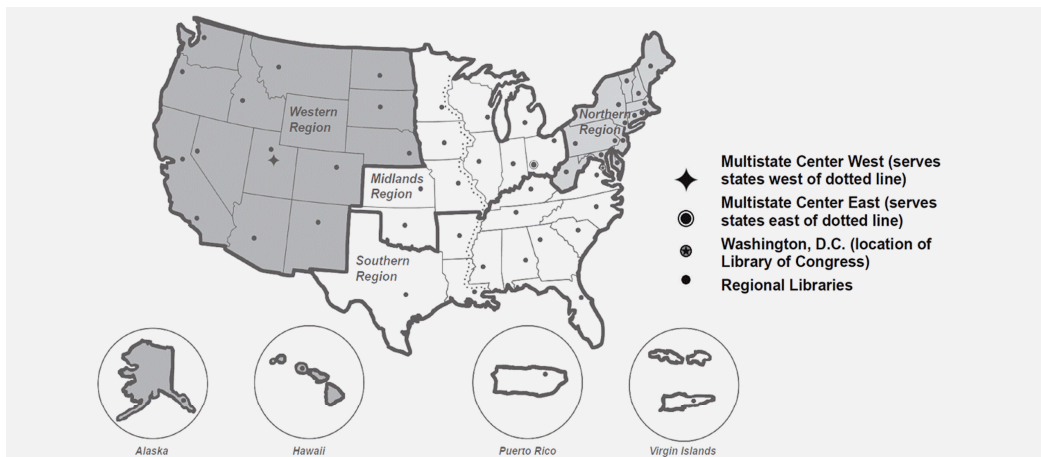 Western
Region
Northern
Region
Midlands
Region
Southern
Region
Multistate Center West (serves
states west of dotted line)
Multistate Center East (serves
states east of dotted line)
Washington, D.C. (location of
Library of Congress)
Regional Libraries
Alaska
Hawaii
Puerto Rico
Virgin Islands